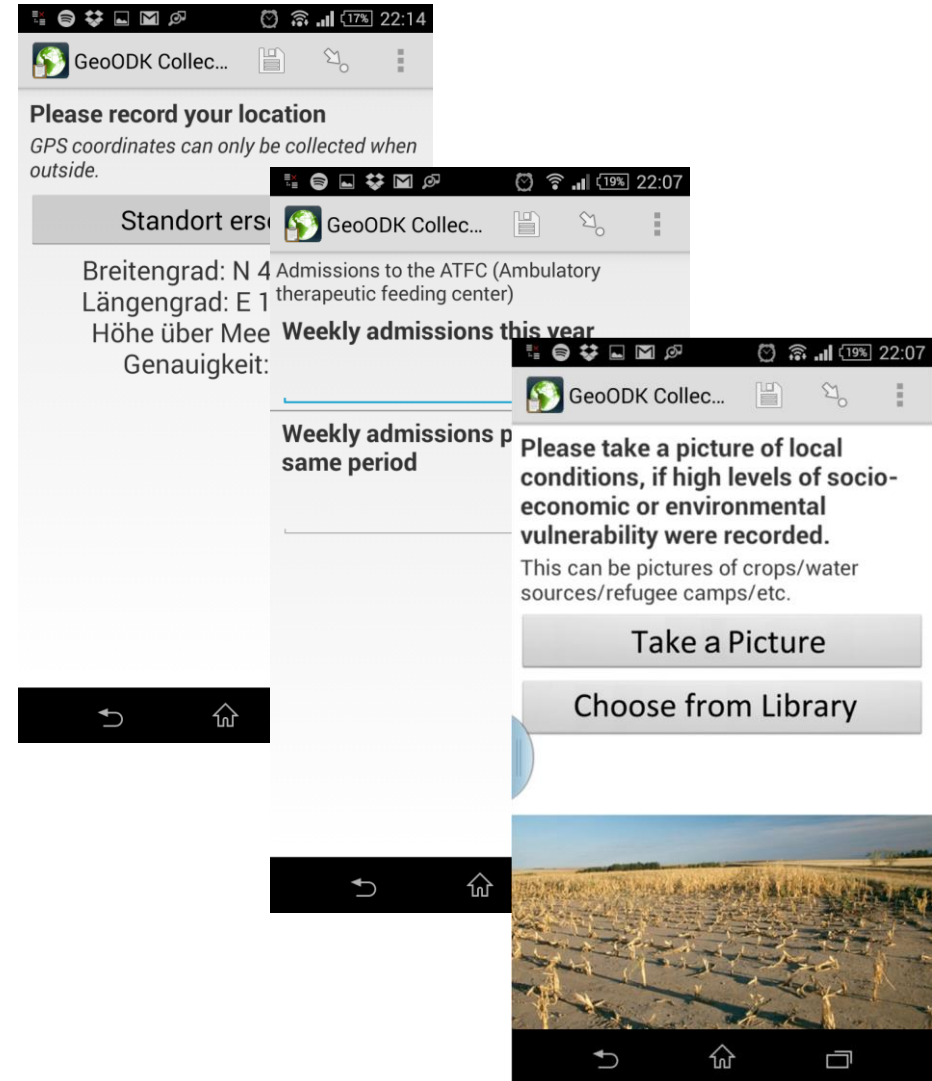 17% 22:14
GeoODK Collec...
Please record your location
GPS coordinates can only be collected when
outside.
Standort ers
Breitengrad: N 4
Längengrad: E 1
Höhe über Mee
Genauigkeit:
19% 22:07
GeoODK Collec...
Admissions to the ATFC (Ambulatory
therapeutic feeding center)
Weekly admissions this year
Weekly admissions p
same period
19% 22:07
GeoODK Collec...
Please take a picture of local
conditions, if high levels of socio-
economic or environmental
vulnerability were recorded.
This can be pictures of crops/water
sources/refugee camps/etc.
Take a Picture
Choose from Library